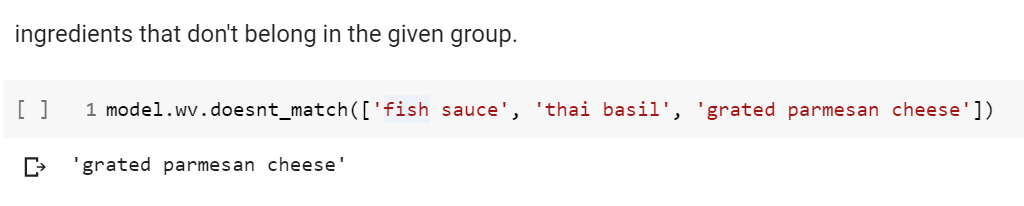 ingredients that don't belong in the given group.
[ ] 1 model.wv.doesnt_match(['fish sauce', 'thai basil', 'grated parmesan cheese'])
'grated parmesan cheese'